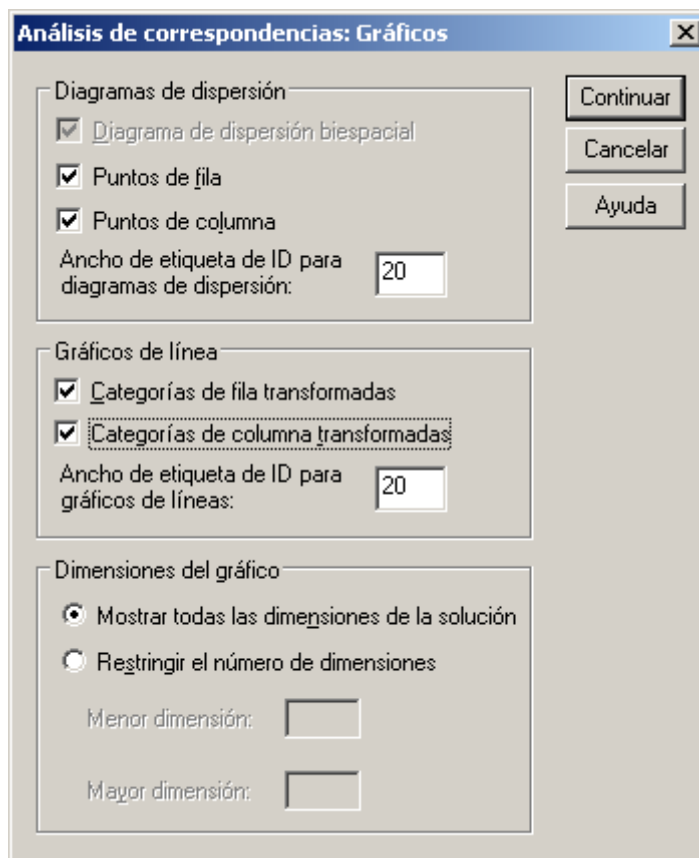 Análisis de correspondencias: Gráficos
Diagramas de dispersión
Diagrama de dispersión biespacial
Puntos de fila
Puntos de columna
Ancho de etiqueta de ID para
diagramas de dispersión:
20
Gráficos de línea
Categorías de fila transformadas
Categorías de columna transformadas
Ancho de etiqueta de ID para
gráficos de líneas:
20
Dimensiones del gráfico
Mostrar todas las dimensiones de la solución
Restringir el número de dimensiones
Menor dimensión:
Mayor dimensión:
Continuar
Cancelar
Ayuda